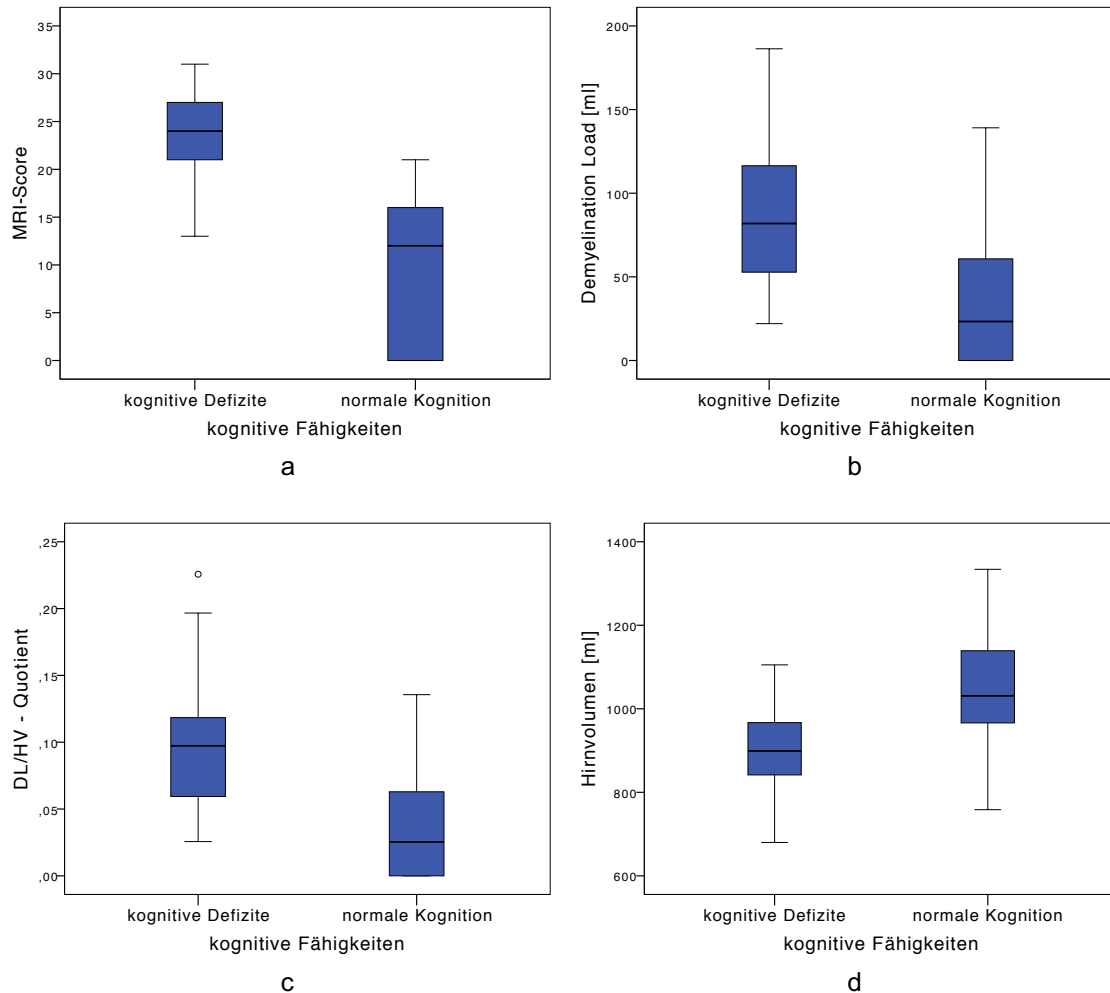 MRI-Score
35
30
25
20
15
10
5
0
kognitive Defizite normale Kognition
kognitive Fähigkeiten
a
Demyelination Load [ml]
200
150
100
50
0
kognitive Defizite normale Kognition
kognitive Fähigkeiten
b
DL/HV - Quotient
,25
,20
,15
,10
,05
,00
kognitive Defizite normale Kognition
kognitive Fähigkeiten
c
Hirnvolumen [ml]
1400
1200
1000
800
600
kognitive Defizite normale Kognition
kognitive Fähigkeiten
d